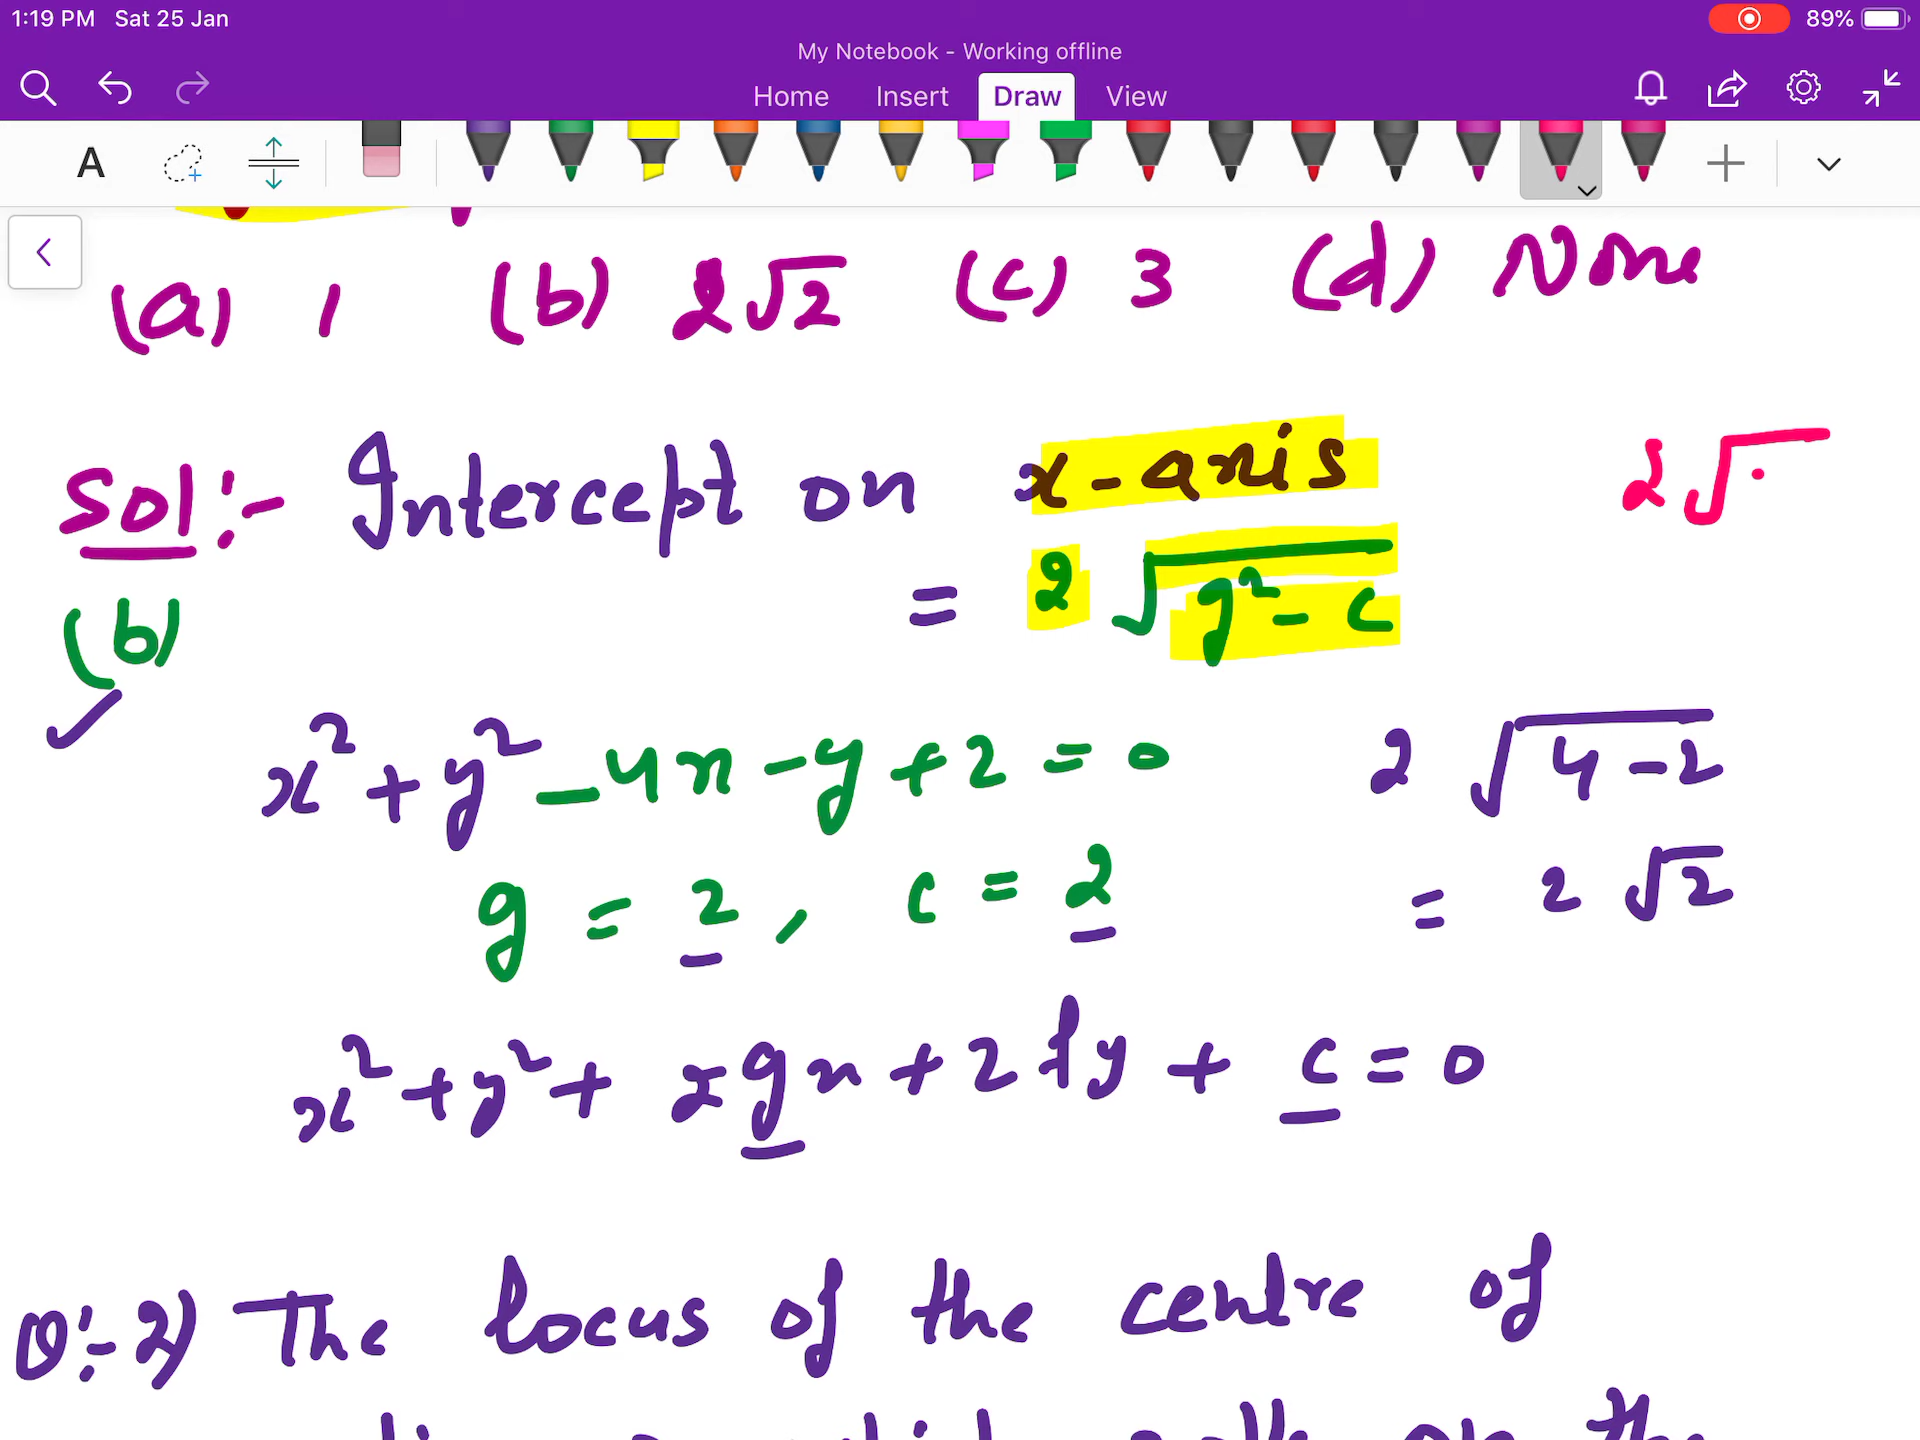 1:19 PM Sat 25 Jan 89%
My Notebook - Working offline
Home Insert Draw View
A
(a) 1 (b) 2√2 (c) 3 (d) None
Sol:- Intercept on x-axis 2√.
(b) = 2√g²-c
x²+y²-4x-y+2=0 2√4-2
g = 2, c = 2 = 2√2
x²+y²+2gx+2fy+c=0
Q:-2) The locus of the centre of
on the